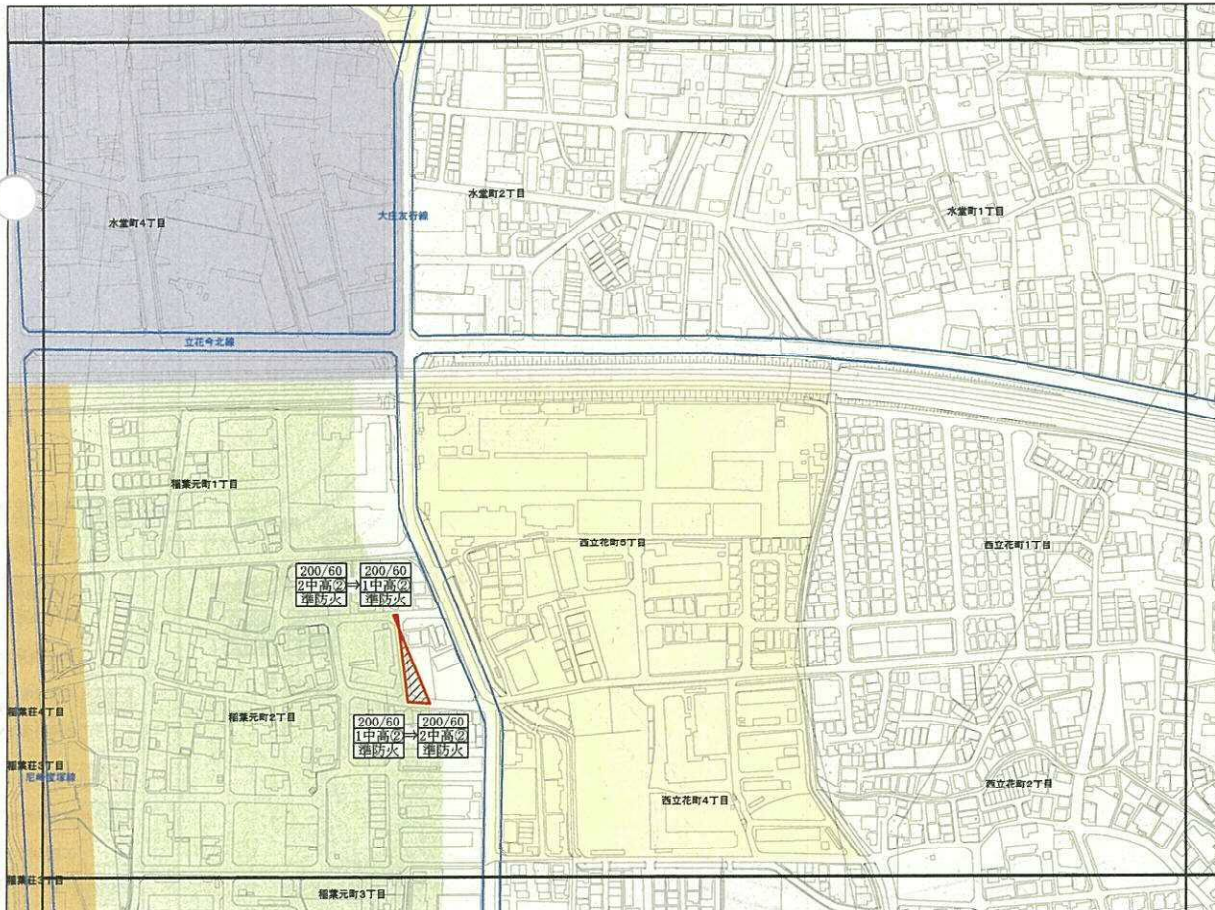 水堂町2丁目
水堂町1丁目
水堂町4丁目
大庄友行線
立花今北線
稲葉元町1丁目
西立花町5丁目
西立花町1丁目
200/60
2中高②
準防火
⇒
200/60
1中高②
準防火
稲葉荘4丁目
稲葉元町2丁目
200/60
1中高②
準防火
⇒
200/60
2中高②
準防火
稲葉荘3丁目
尼崎宝塚線
西立花町2丁目
西立花町4丁目
稲葉荘3丁目
稲葉元町3丁目